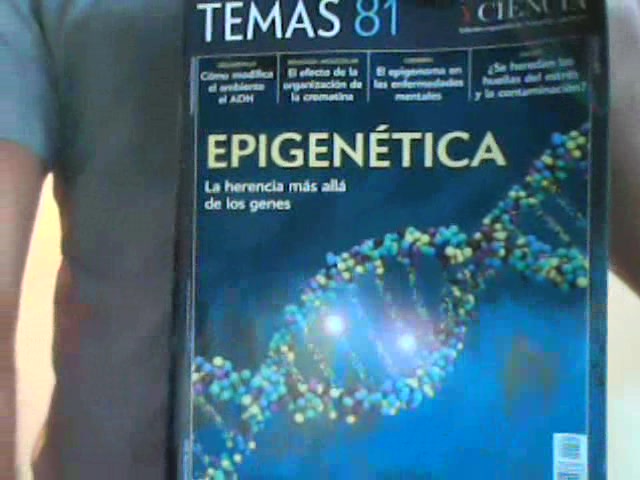 TEMAS 81
Y CIENCIA
Cómo modifica
el ambiente
el ADN
El efecto de la
organización de
la cromatina
El epigenoma en
las enfermedades
mentales
¿Se heredan las
huellas del estrés
y la contaminación?
EPIGENÉTICA
La herencia más allá
de los genes